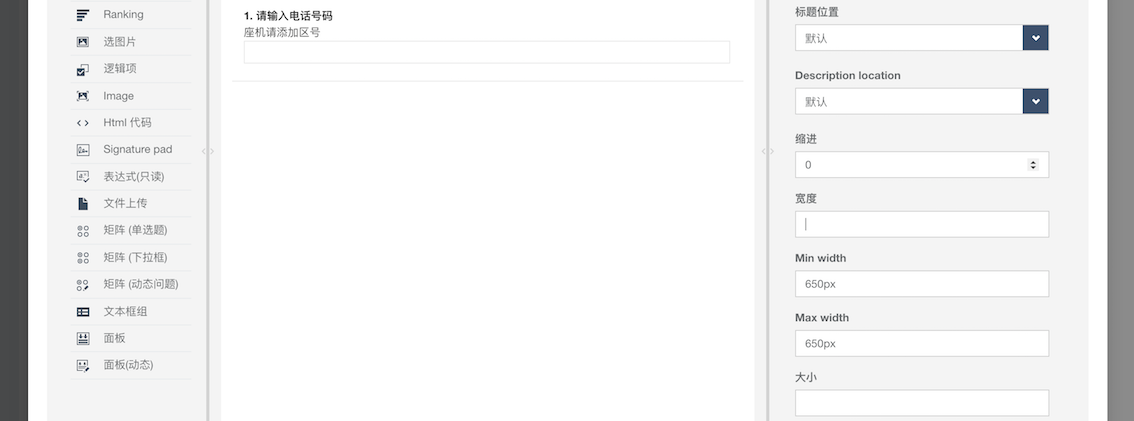 Ranking
选图片
逻辑项
Image
Html 代码
Signature pad
表达式(只读)
文件上传
矩阵 (单选题)
矩阵 (下拉框)
矩阵 (动态问题)
文本框组
面板
面板(动态)
1. 请输入电话号码
座机请添加区号
标题位置
默认
Description location
默认
缩进
0
宽度
Min width
650px
Max width
650px
大小